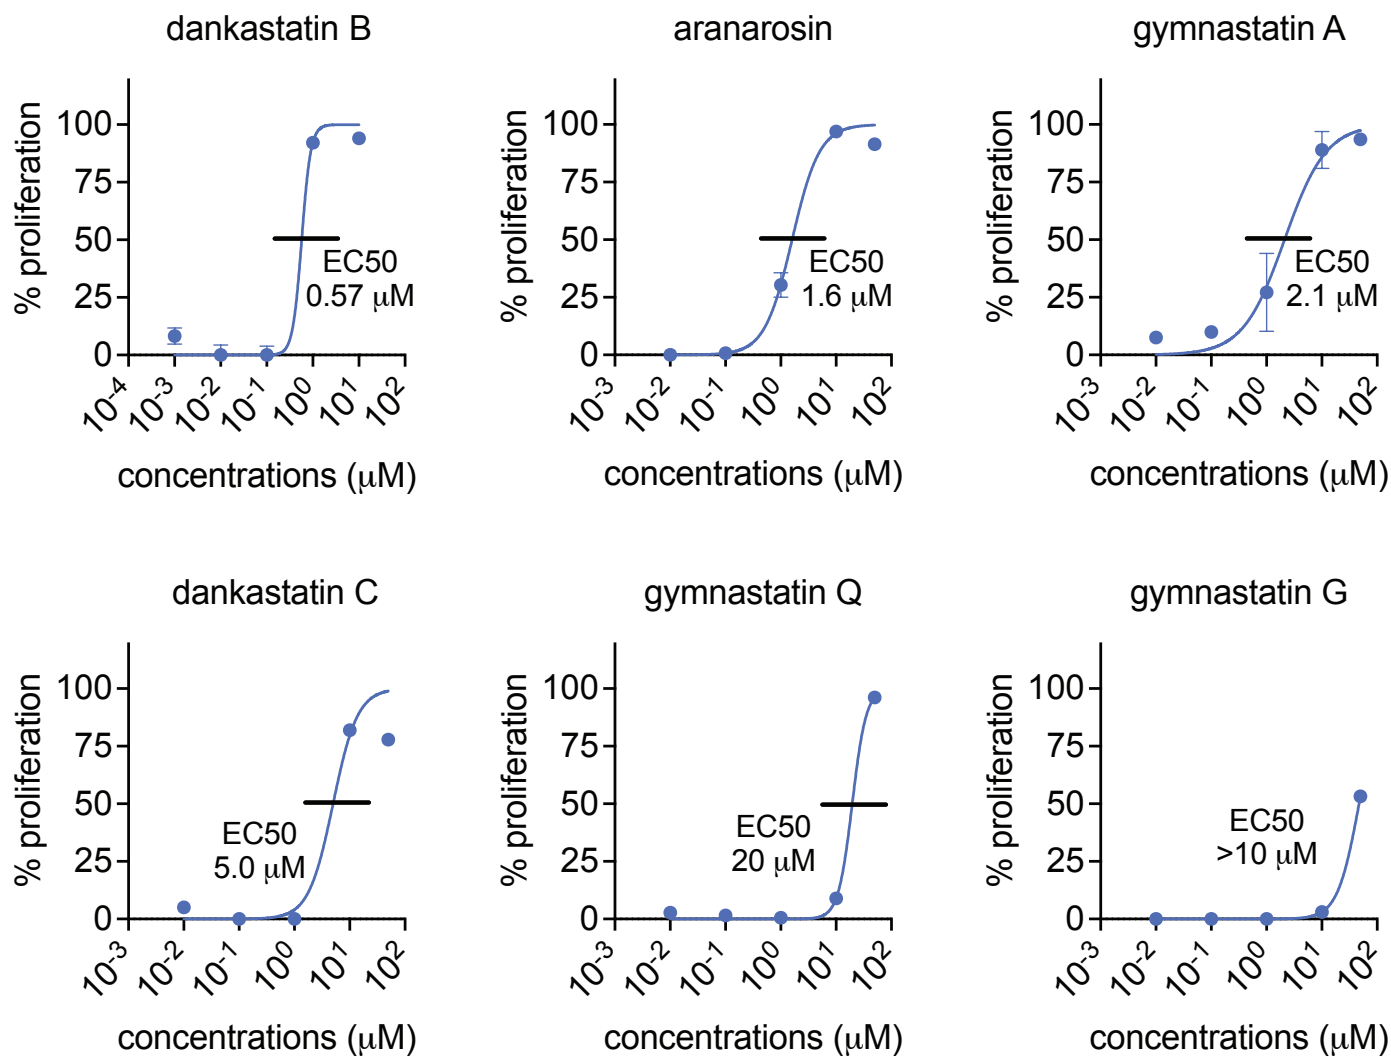 dankastatin B
% proliferation
100
75
50
25
0
EC50
0.57 μM
10⁻⁴ 10⁻³ 10⁻² 10⁻¹ 10⁰ 10¹ 10²
concentrations (μM)
aranarosin
% proliferation
100
75
50
25
0
EC50
1.6 μM
10⁻³ 10⁻² 10⁻¹ 10⁰ 10¹ 10²
concentrations (μM)
gymnastatin A
% proliferation
100
75
50
25
0
EC50
2.1 μM
10⁻³ 10⁻² 10⁻¹ 10⁰ 10¹ 10²
concentrations (μM)
dankastatin C
% proliferation
100
75
50
25
0
EC50
5.0 μM
10⁻³ 10⁻² 10⁻¹ 10⁰ 10¹ 10²
concentrations (μM)
gymnastatin Q
% proliferation
100
75
50
25
0
EC50
20 μM
10⁻³ 10⁻² 10⁻¹ 10⁰ 10¹ 10²
concentrations (μM)
gymnastatin G
% proliferation
100
75
50
25
0
EC50
>10 μM
10⁻³ 10⁻² 10⁻¹ 10⁰ 10¹ 10²
concentrations (μM)